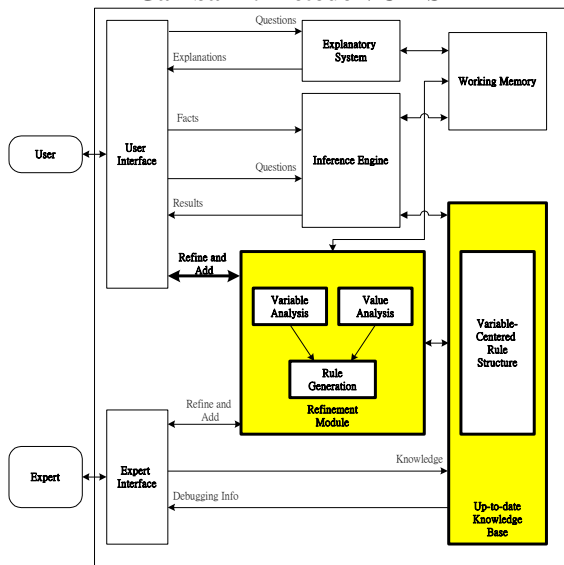 Questions
Explanatory
System
Explanations
Working Memory
Facts
User
User
Interface
Inference Engine
Questions
Results
Refine and
Add
Variable
Analysis
Value
Analysis
Variable-
Centered
Rule
Structure
Rule
Generation
Refinement
Module
Refine and
Add
Knowledge
Expert
Expert
Interface
Debugging Info
Up-to-date
Knowledge
Base